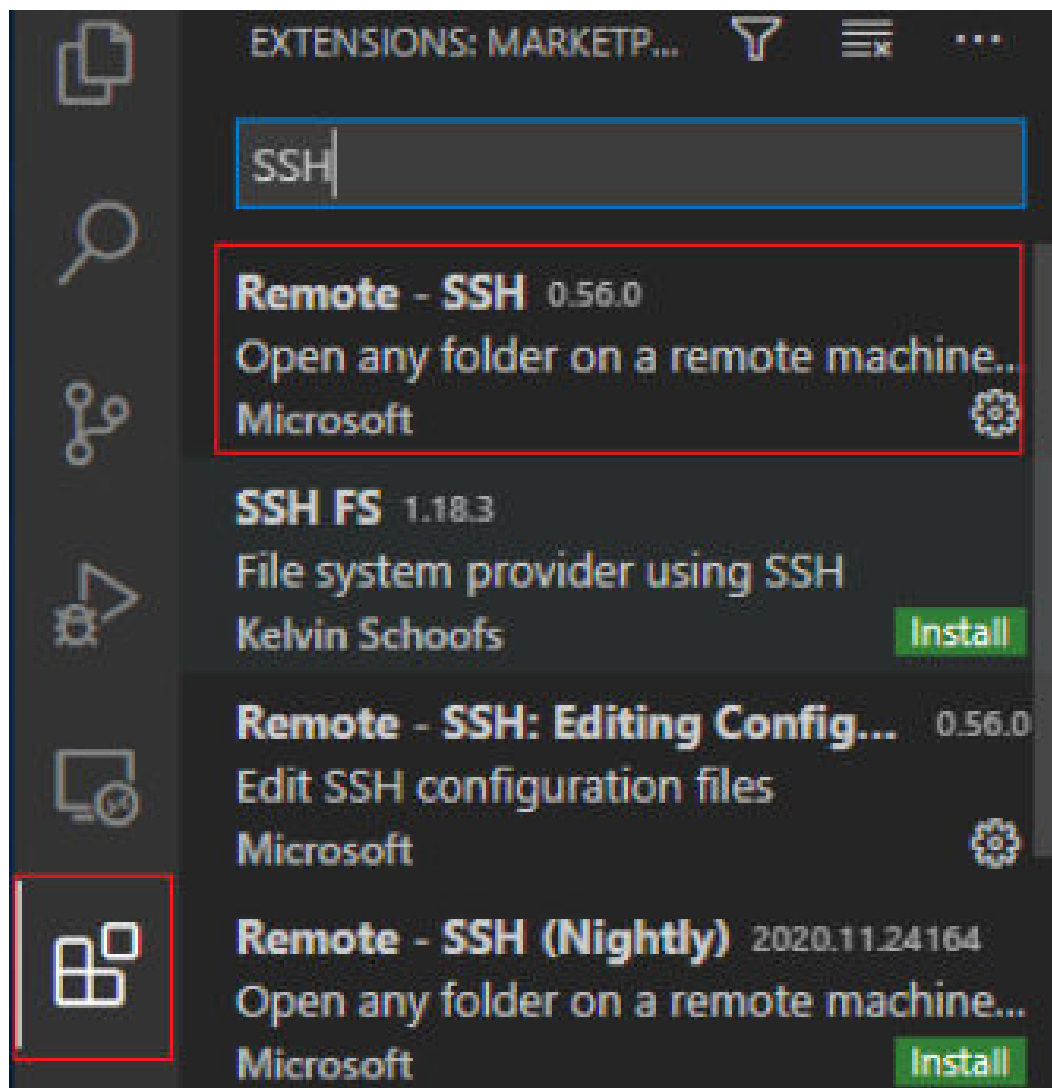 EXTENSIONS: MARKETP...
SSH
Remote - SSH 0.56.0
Open any folder on a remote machine...
Microsoft
SSH FS 1.18.3
File system provider using SSH
Kelvin Schoofs Install
Remote - SSH: Editing Config... 0.56.0
Edit SSH configuration files
Microsoft
Remote - SSH (Nightly) 2020.11.24164
Open any folder on a remote machine...
Microsoft Install